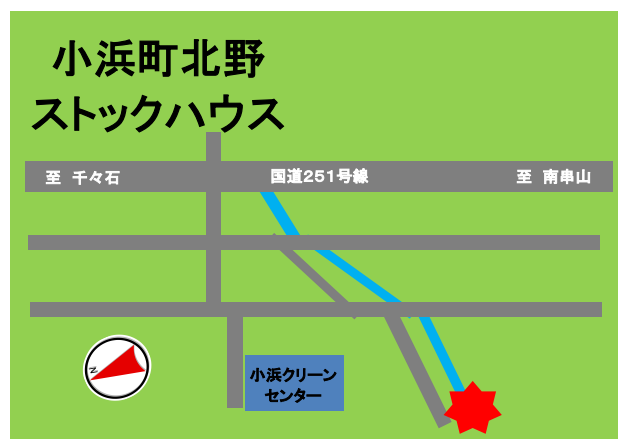 小浜町北野
ストックハウス
至　千々石
国道251号線
至　南串山
N
小浜クリーン
センター